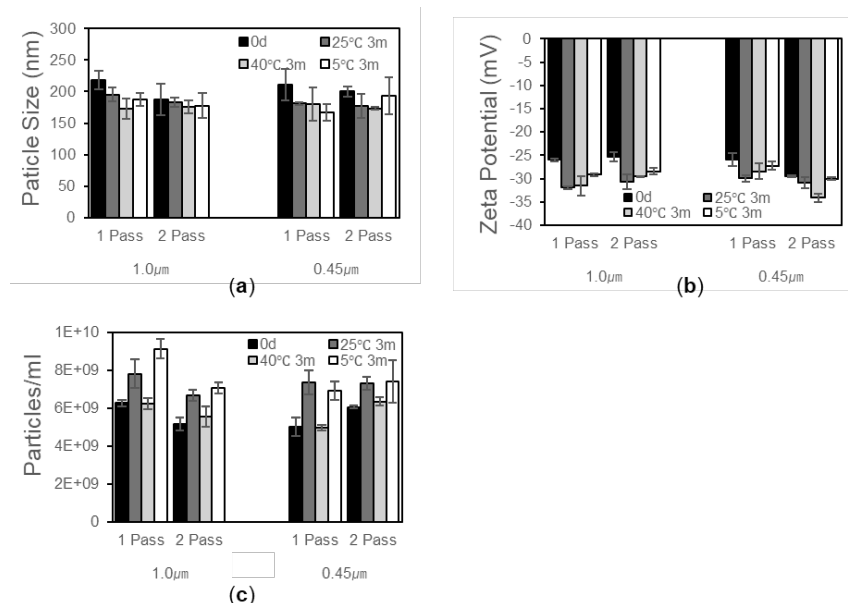 Paticle Size (nm)
300
250
200
150
100
50
0
0d
25℃ 3m
40℃ 3m
5℃ 3m
1 Pass 2 Pass 1 Pass 2 Pass
1.0㎛ 0.45㎛
(a)
Zeta Potential (mV)
0
-5
-10
-15
-20
-25
-30
-35
-40
0d
25℃ 3m
40℃ 3m
5℃ 3m
1 Pass 2 Pass 1 Pass 2 Pass
1.0㎛ 0.45㎛
(b)
Particles/ml
1E+10
8E+09
6E+09
4E+09
2E+09
0
0d
25℃ 3m
40℃ 3m
5℃ 3m
1 Pass 2 Pass 1 Pass 2 Pass
1.0㎛ 0.45㎛
(c)